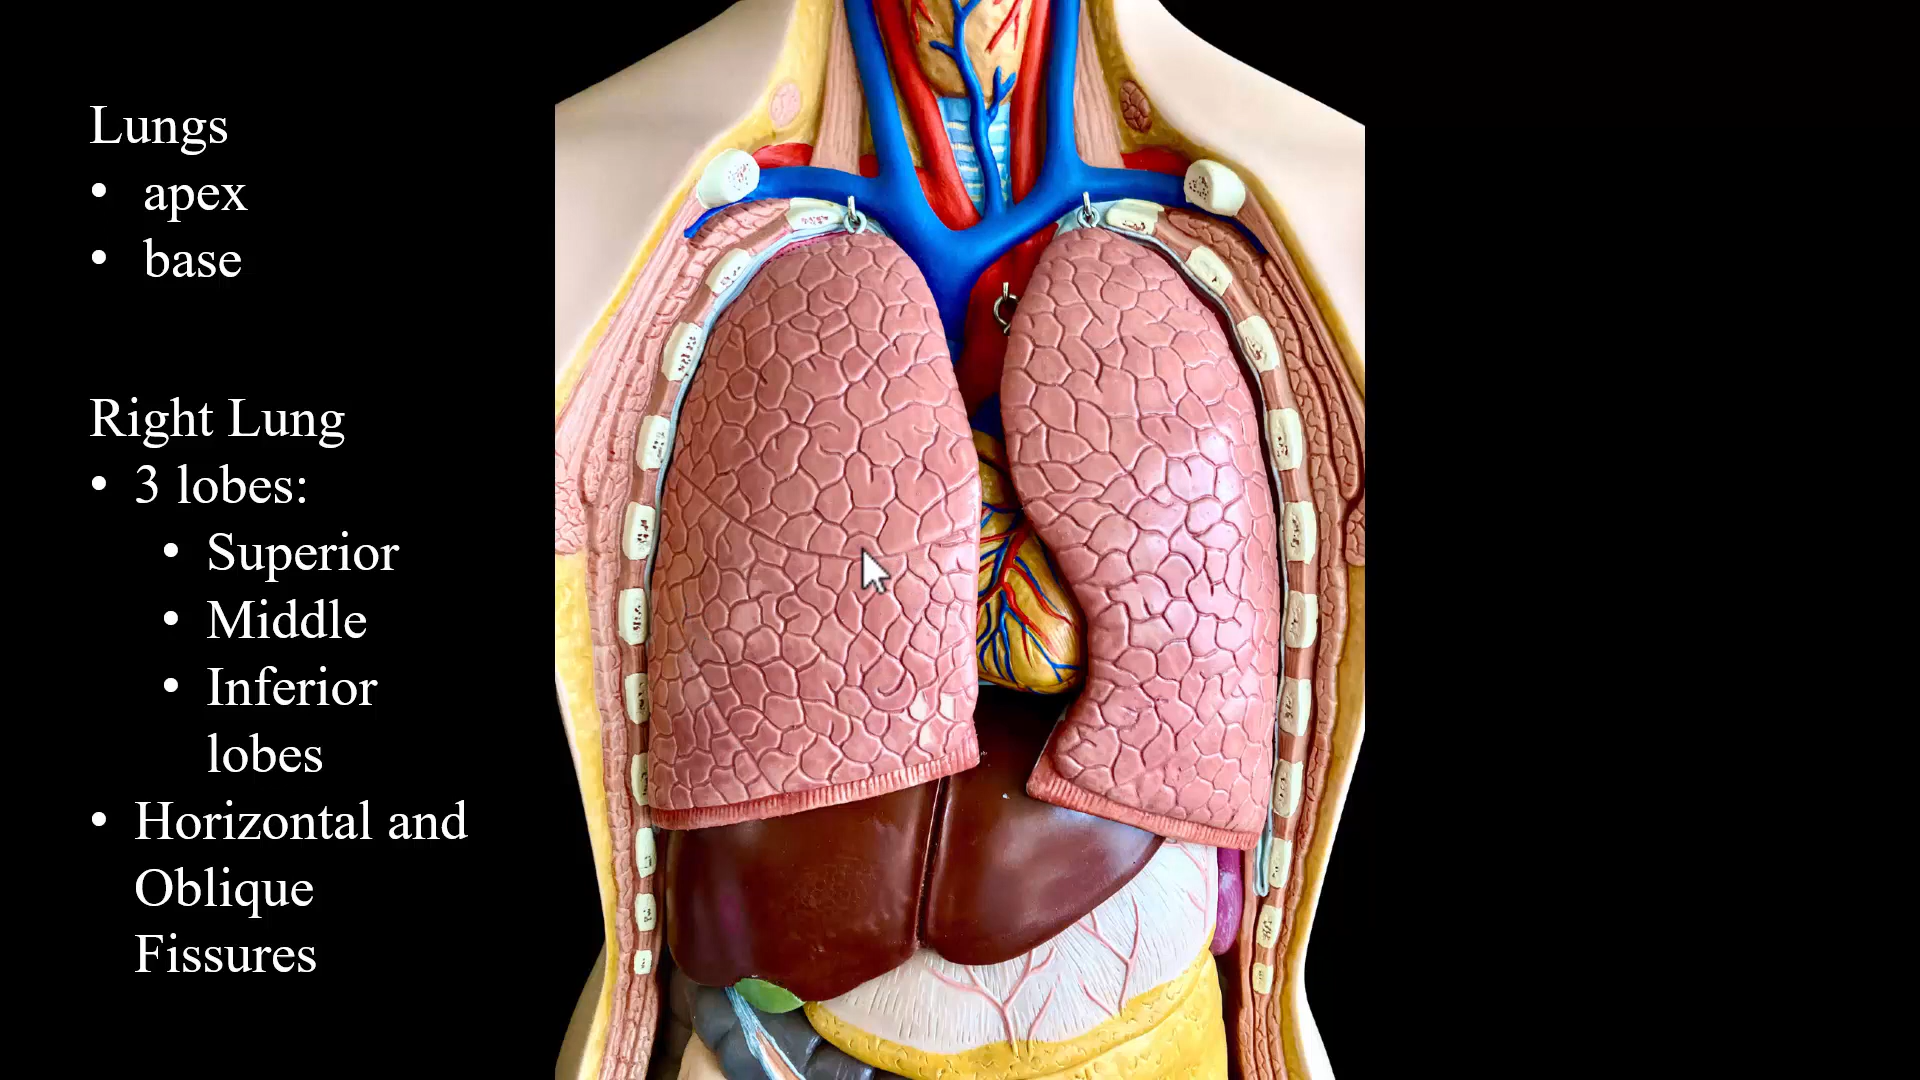 Lungs
• apex
• base
Right Lung
• 3 lobes:
• Superior
• Middle
• Inferior
lobes
• Horizontal and
Oblique
Fissures